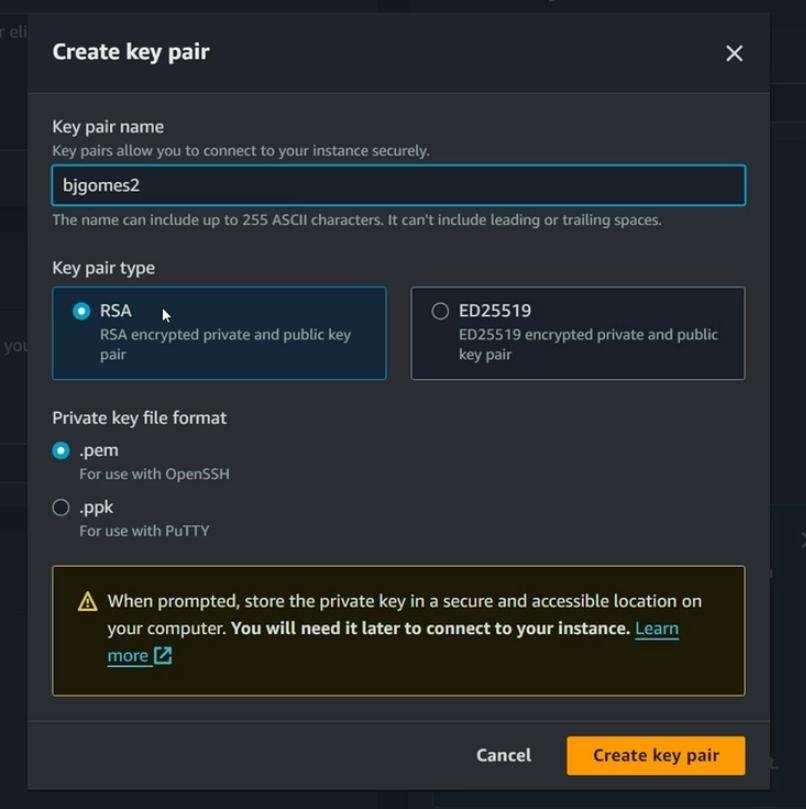 Create key pair
Key pair name
Key pairs allow you to connect to your instance securely.
bjgomes2
The name can include up to 255 ASCII characters. It can't include leading or trailing spaces.
Key pair type
RSA
RSA encrypted private and public key
pair
ED25519
ED25519 encrypted private and public
key pair
Private key file format
.pem
For use with OpenSSH
.ppk
For use with PuTTY
When prompted, store the private key in a secure and accessible location on
your computer. You will need it later to connect to your instance. Learn
more
Cancel
Create key pair